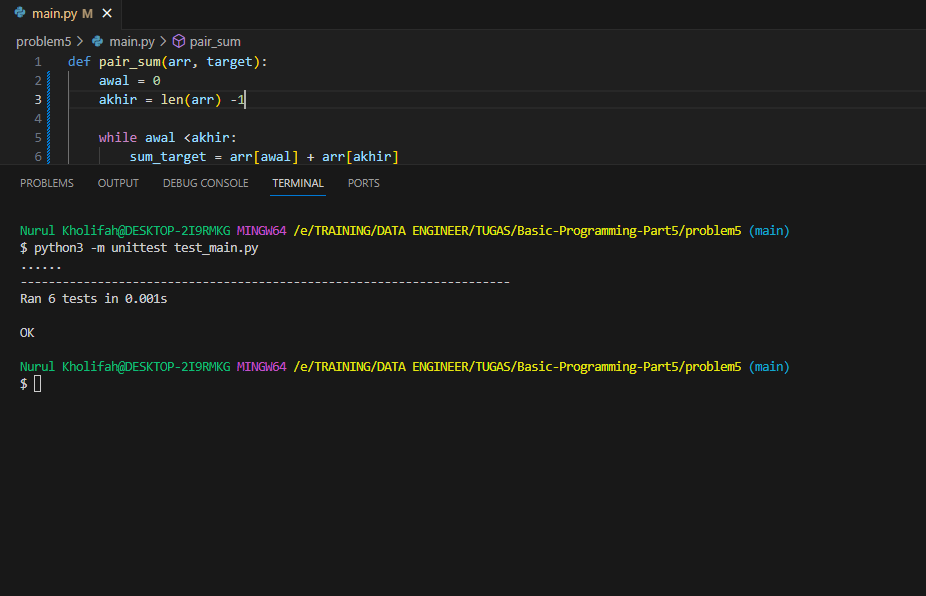 main.py M
problem5 > main.py > pair_sum
1 def pair_sum(arr, target):
2 awal = 0
3 akhir = len(arr) -1
4
5 while awal <akhir:
6 sum_target = arr[awal] + arr[akhir]
PROBLEMS OUTPUT DEBUG CONSOLE TERMINAL PORTS
Nurul Kholifah@DESKTOP-2I9RMKG MINGW64 /e/TRAINING/DATA ENGINEER/TUGAS/Basic-Programming-Part5/problem5 (main)
$ python3 -m unittest test_main.py
......
----------------------------------------------------------------------
Ran 6 tests in 0.001s
OK
Nurul Kholifah@DESKTOP-2I9RMKG MINGW64 /e/TRAINING/DATA ENGINEER/TUGAS/Basic-Programming-Part5/problem5 (main)
$